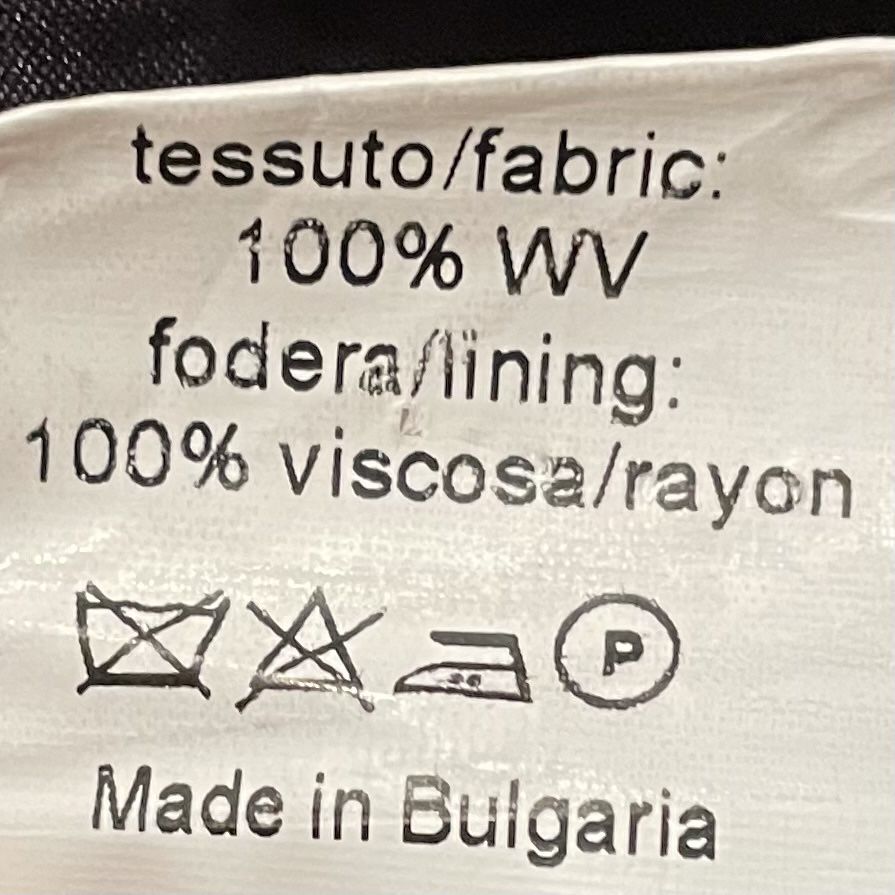 tessuto/fabric:
100% WV
fodera/lining:
100% viscosa/rayon
P
Made in Bulgaria